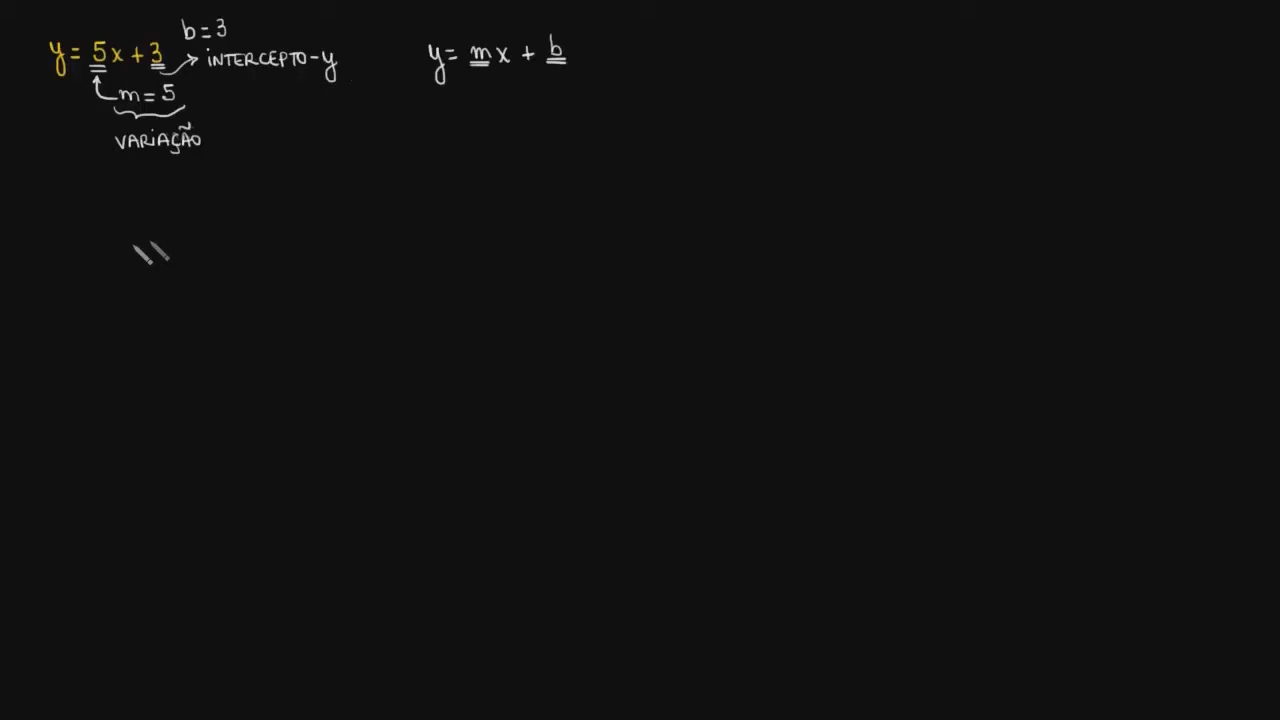 b = 3
y = 5x + 3 → INTERCEPTO-y
m = 5
VARIAÇÃO
y = mx + b